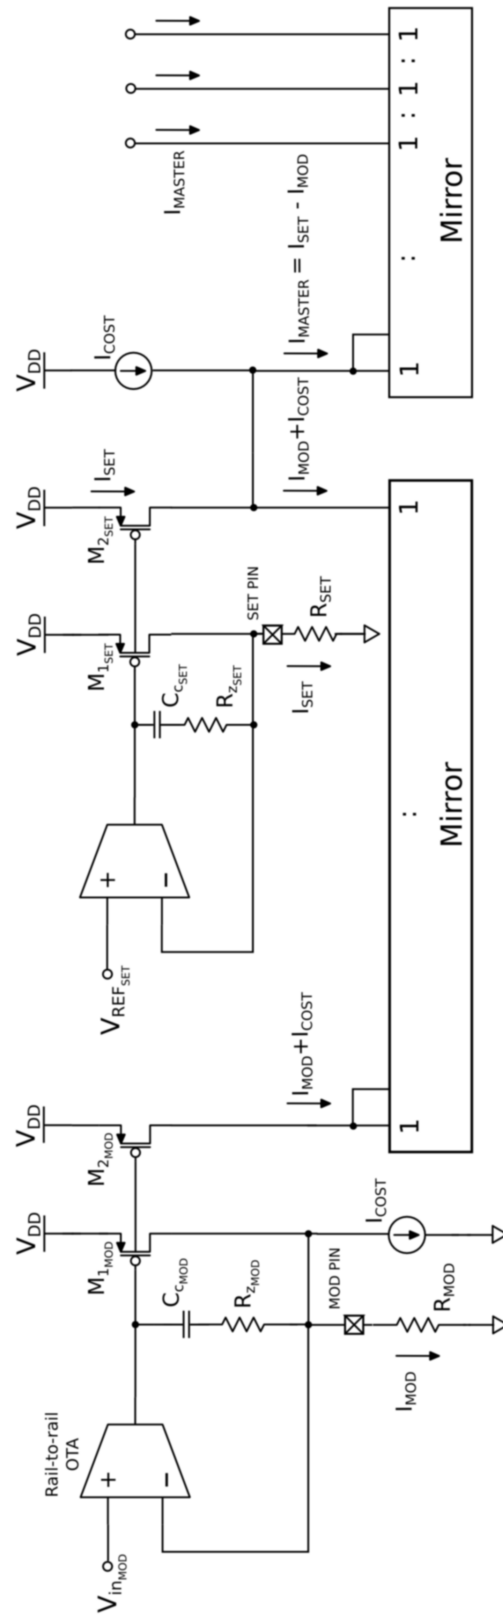 Rail-to-rail
OTA
+
−
V_inMOD
C_cMOD
R_zMOD
V_DD
M_1MOD
V_DD
M_2MOD
MOD PIN
R_MOD
I_MOD
I_COST
I_MOD+I_COST
1
:
1
Mirror
V_REFSET
+
−
C_cSET
R_zSET
V_DD
M_1SET
V_DD
M_2SET
I_SET
SET PIN
R_SET
I_SET
I_MOD+I_COST
V_DD
I_COST
I_MASTER = I_SET - I_MOD
I_MASTER
1
:
1 : 1 : 1
Mirror